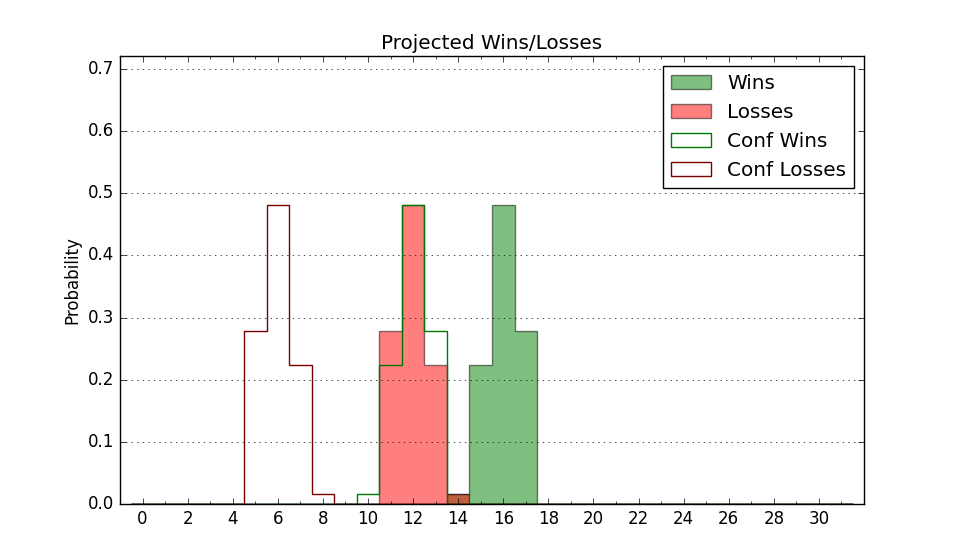 Projected Wins/Losses
Wins
Losses
Conf Wins
Conf Losses
Probability
0.7
0.6
0.5
0.4
0.3
0.2
0.1
0.0
0 2 4 6 8 10 12 14 16 18 20 22 24 26 28 30